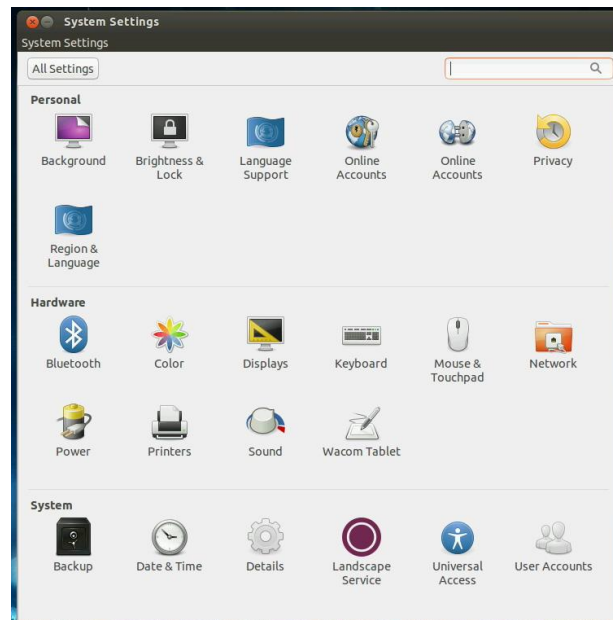 System Settings
System Settings
All Settings
Personal
Background
Brightness &
Lock
Language
Support
Online
Accounts
Online
Accounts
Privacy
Region &
Language
Hardware
Bluetooth
Color
Displays
Keyboard
Mouse &
Touchpad
Network
Power
Printers
Sound
Wacom Tablet
System
Backup
Date & Time
Details
Landscape
Service
Universal
Access
User Accounts